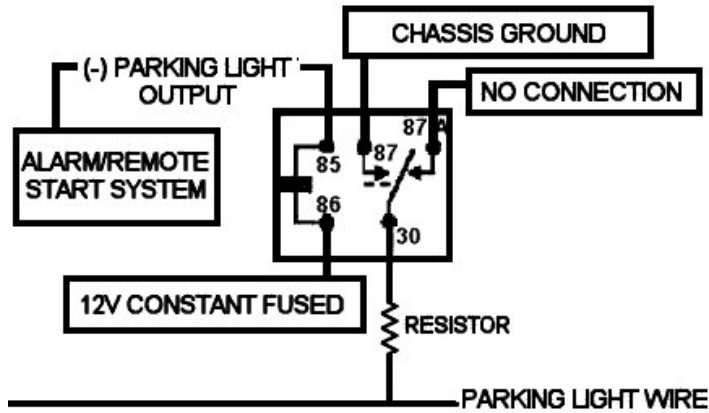 CHASSIS GROUND
(-) PARKING LIGHT
OUTPUT
NO CONNECTION
ALARM/REMOTE
START SYSTEM
87 A
87
85
86
30
12V CONSTANT FUSED
RESISTOR
PARKING LIGHT WIRE